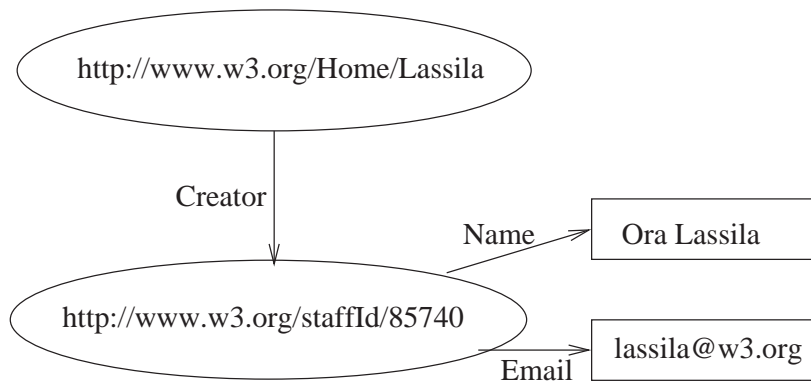 http://www.w3.org/Home/Lassila
Creator
Name
Ora Lassila
http://www.w3.org/staffId/85740
lassila@w3.org
Email